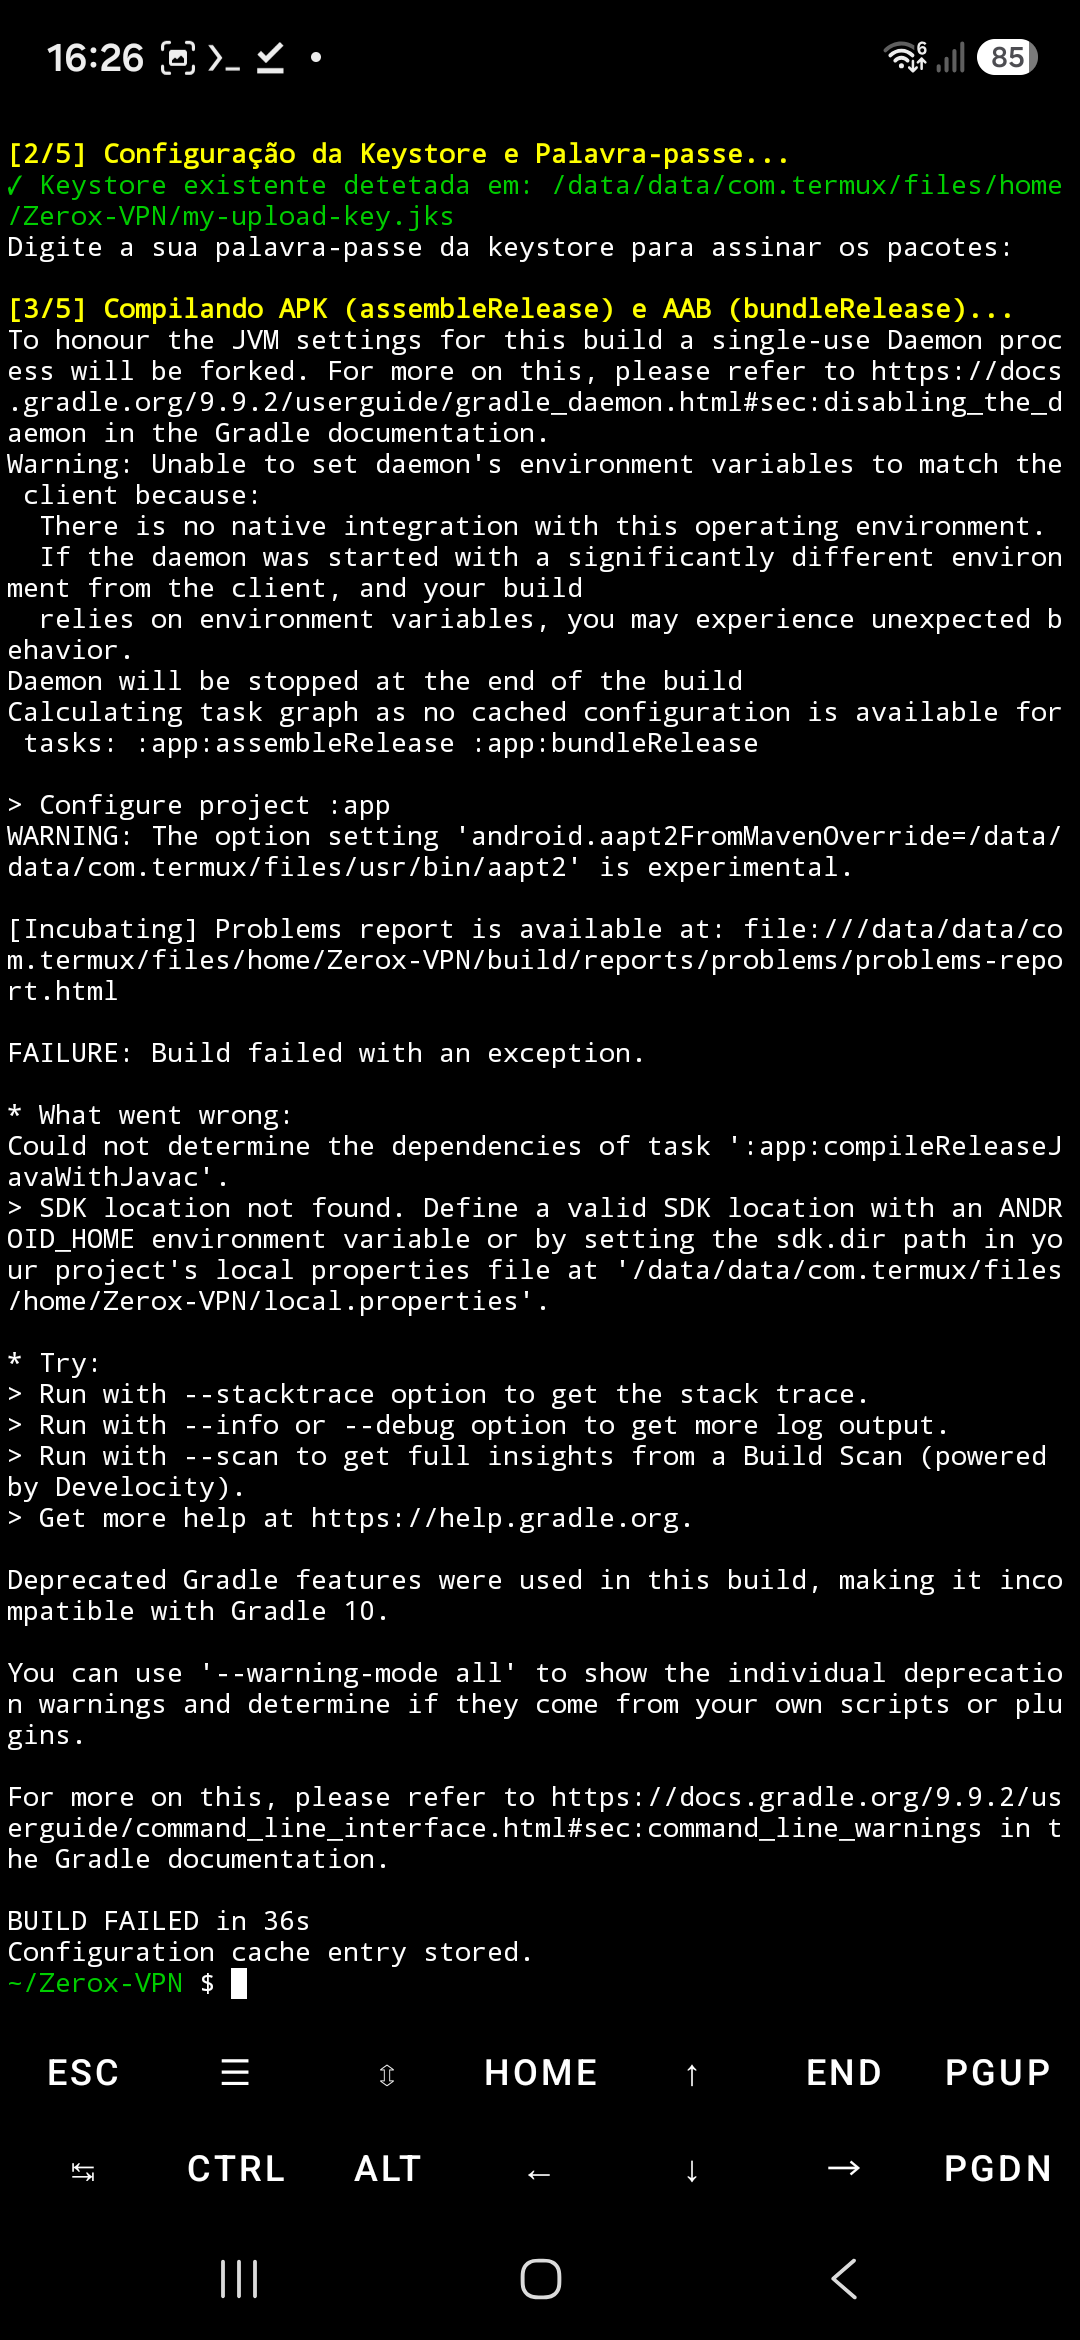 16:26
6
85
[2/5] Configuração da Keystore e Palavra-passe...
✓ Keystore existente detetada em: /data/data/com.termux/files/home
/Zerox-VPN/my-upload-key.jks
Digite a sua palavra-passe da keystore para assinar os pacotes:
[3/5] Compilando APK (assembleRelease) e AAB (bundleRelease)...
To honour the JVM settings for this build a single-use Daemon proc
ess will be forked. For more on this, please refer to https://docs
.gradle.org/9.9.2/userguide/gradle_daemon.html#sec:disabling_the_d
aemon in the Gradle documentation.
Warning: Unable to set daemon's environment variables to match the
 client because:
  There is no native integration with this operating environment.
  If the daemon was started with a significantly different environ
ment from the client, and your build
  relies on environment variables, you may experience unexpected b
ehavior.
Daemon will be stopped at the end of the build
Calculating task graph as no cached configuration is available for
 tasks: :app:assembleRelease :app:bundleRelease
> Configure project :app
WARNING: The option setting 'android.aapt2FromMavenOverride=/data/
data/com.termux/files/usr/bin/aapt2' is experimental.
[Incubating] Problems report is available at: file:///data/data/co
m.termux/files/home/Zerox-VPN/build/reports/problems/problems-repo
rt.html
FAILURE: Build failed with an exception.
* What went wrong:
Could not determine the dependencies of task ':app:compileReleaseJ
avaWithJavac'.
> SDK location not found. Define a valid SDK location with an ANDR
OID_HOME environment variable or by setting the sdk.dir path in yo
ur project's local properties file at '/data/data/com.termux/files
/home/Zerox-VPN/local.properties'.
* Try:
> Run with --stacktrace option to get the stack trace.
> Run with --info or --debug option to get more log output.
> Run with --scan to get full insights from a Build Scan (powered
by Develocity).
> Get more help at https://help.gradle.org.
Deprecated Gradle features were used in this build, making it inco
mpatible with Gradle 10.
You can use '--warning-mode all' to show the individual deprecatio
n warnings and determine if they come from your own scripts or plu
gins.
For more on this, please refer to https://docs.gradle.org/9.9.2/us
erguide/command_line_interface.html#sec:command_line_warnings in t
he Gradle documentation.
BUILD FAILED in 36s
Configuration cache entry stored.
~/Zerox-VPN $
ESC ☰ ⇳ HOME ↑ END PGUP
↹ CTRL ALT ← ↓ → PGDN